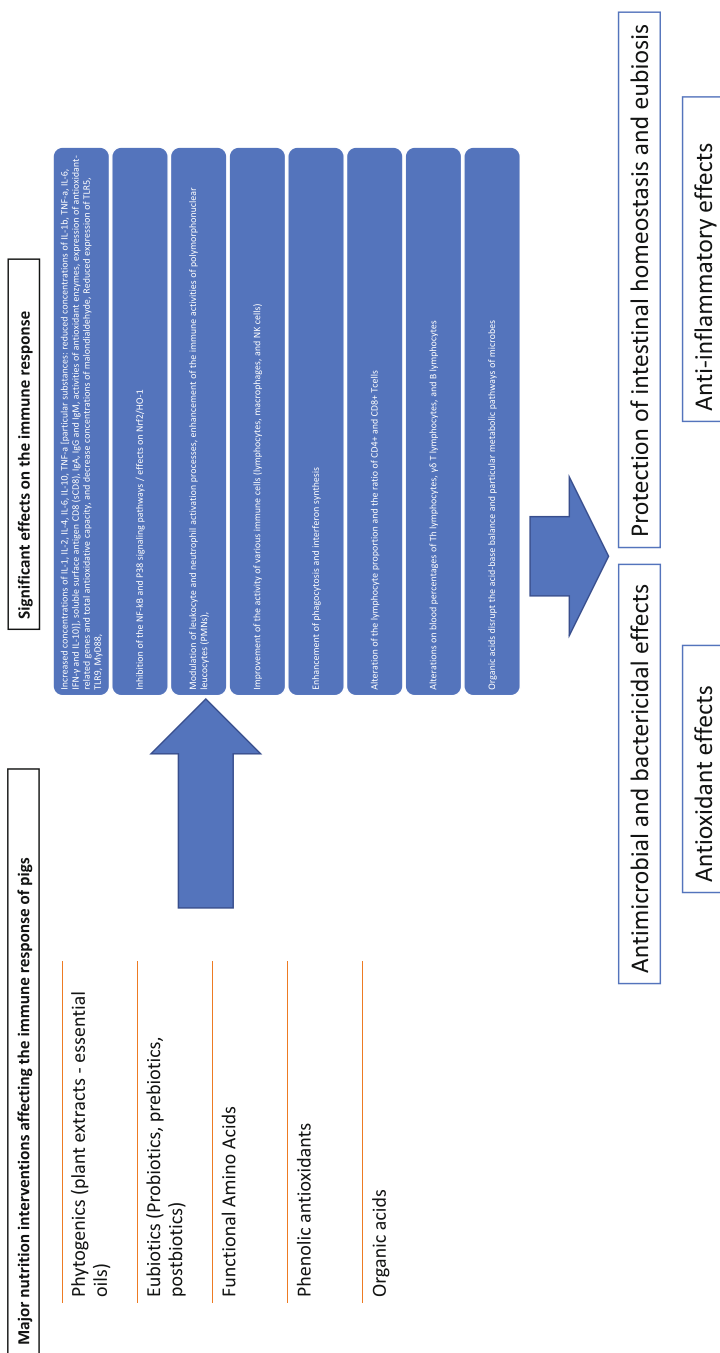 Major nutrition interventions affecting the immune response of pigs
Phytogenics (plant extracts - essential
oils)
Eubiotics (Probiotics, prebiotics,
postbiotics)
Functional Amino Acids
Phenolic antioxidants
Organic acids
Significant effects on the immune response
Increased concentrations of IL-1, IL-2, IL-4, IL-6, IL-10, TNF-a [particular substances: reduced concentrations of IL-1b, TNF-a, IL-6,
IFN-γ and IL-10)], soluble surface antigen CD8 (sCD8), IgA, IgG and IgM, activities of antioxidant enzymes, expression of antioxidant-
related genes and total antioxidative capacity, and decrease concentrations of malondialdehyde, Reduced expression of TLR5,
TLR9, MyD88,
Inhibition of the NF-kB and P38 signaling pathways / effects on Nrf2/HO-1
Modulation of leukocyte and neutrophil activation processes, enhancement of the immune activities of polymorphonuclear
leucocytes (PMNs),
Improvement of the activity of various immune cells (lymphocytes, macrophages, and NK cells)
Enhancement of phagocytosis and interferon synthesis
Alteration of the lymphocyte proportion and the ratio of CD4+ and CD8+ Tcells
Alterations on blood percentages of Th lymphocytes, γδ T lymphocytes, and B lymphocytes
Organic acids disrupt the acid-base balance and particular metabolic pathways of microbes
Antimicrobial and bactericidal effects
Protection of intestinal homeostasis and eubiosis
Antioxidant effects
Anti-inflammatory effects